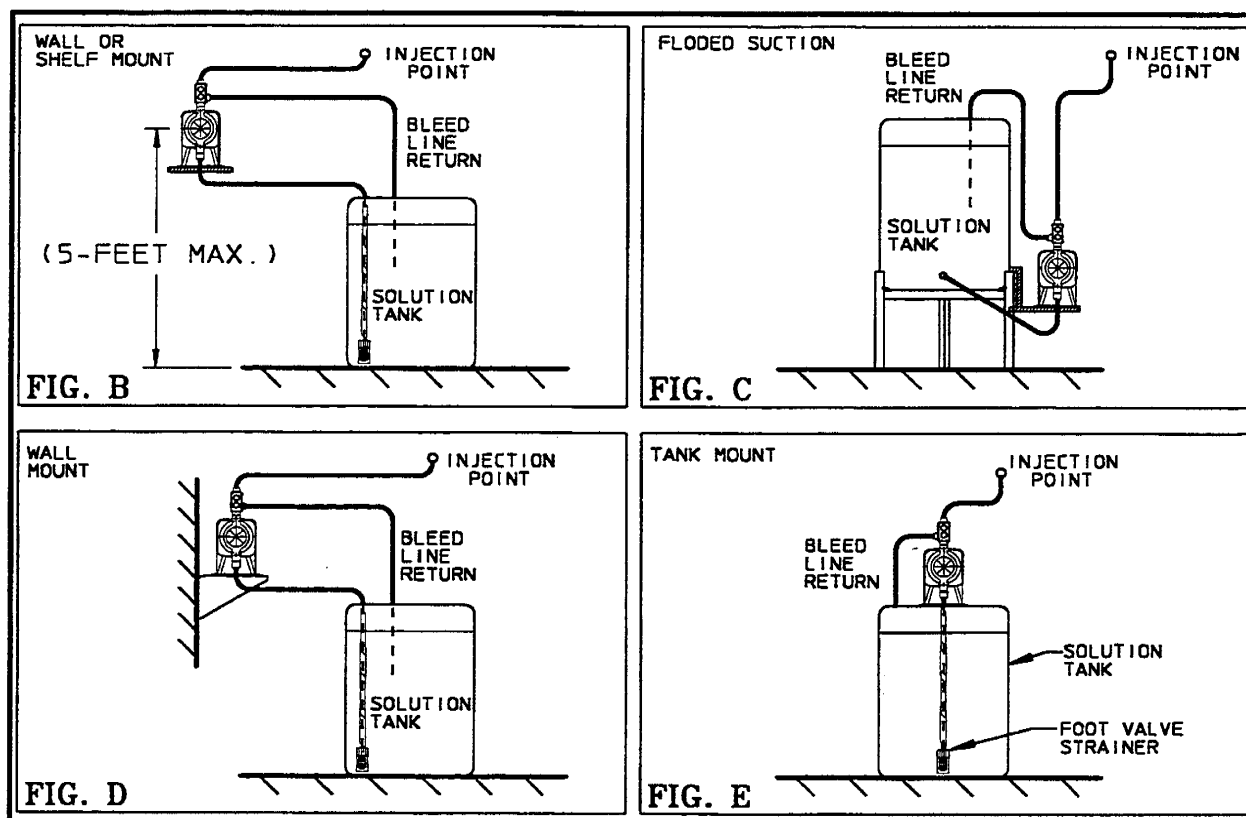 WALL OR
SHELF MOUNT
INJECTION
POINT
BLEED
LINE
RETURN
(5-FEET MAX.)
SOLUTION
TANK
FIG. B
FLODED SUCTION
BLEED
LINE
RETURN
INJECTION
POINT
SOLUTION
TANK
FIG. C
WALL
MOUNT
INJECTION
POINT
BLEED
LINE
RETURN
SOLUTION
TANK
FIG. D
TANK MOUNT
INJECTION
POINT
BLEED
LINE
RETURN
SOLUTION
TANK
FOOT VALVE
STRAINER
FIG. E